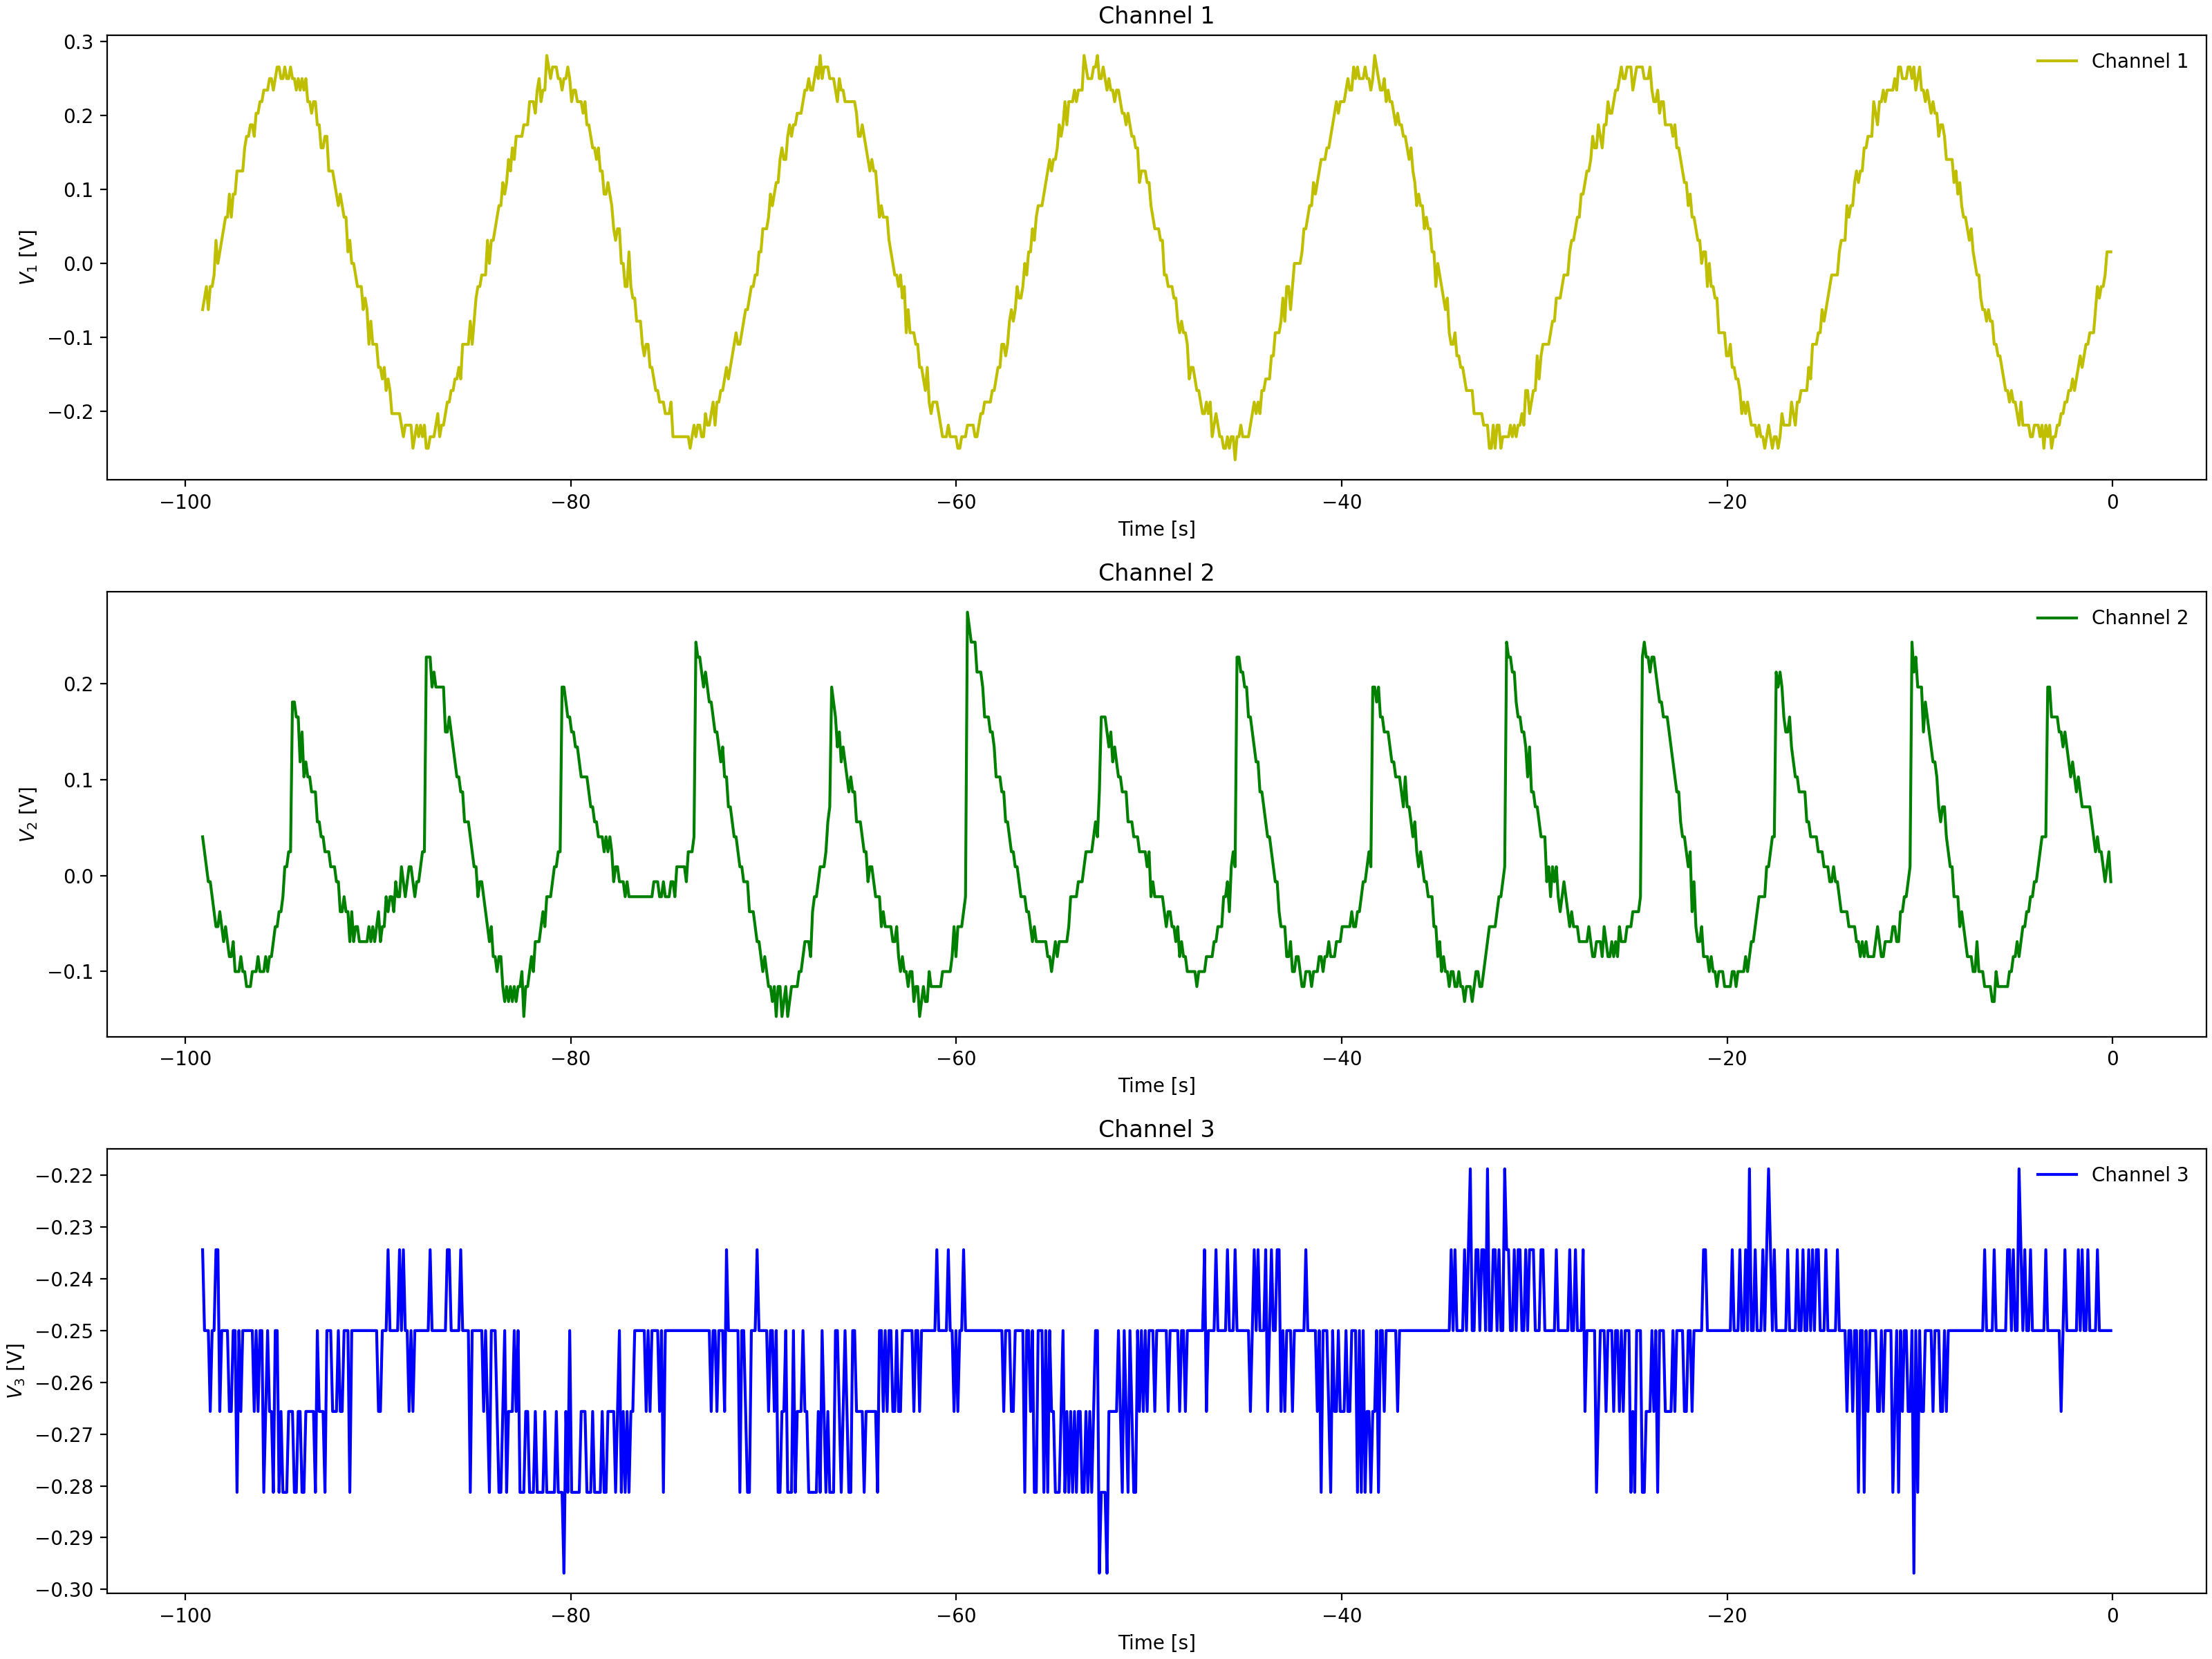 Channel 1
0.3
0.2
0.1
0.0
−0.1
−0.2
V₁ [V]
Channel 1
−100 −80 −60 −40 −20 0
Time [s]
Channel 2
0.2
0.1
0.0
−0.1
V₂ [V]
Channel 2
−100 −80 −60 −40 −20 0
Time [s]
Channel 3
−0.22
−0.23
−0.24
−0.25
−0.26
−0.27
−0.28
−0.29
−0.30
V₃ [V]
Channel 3
−100 −80 −60 −40 −20 0
Time [s]